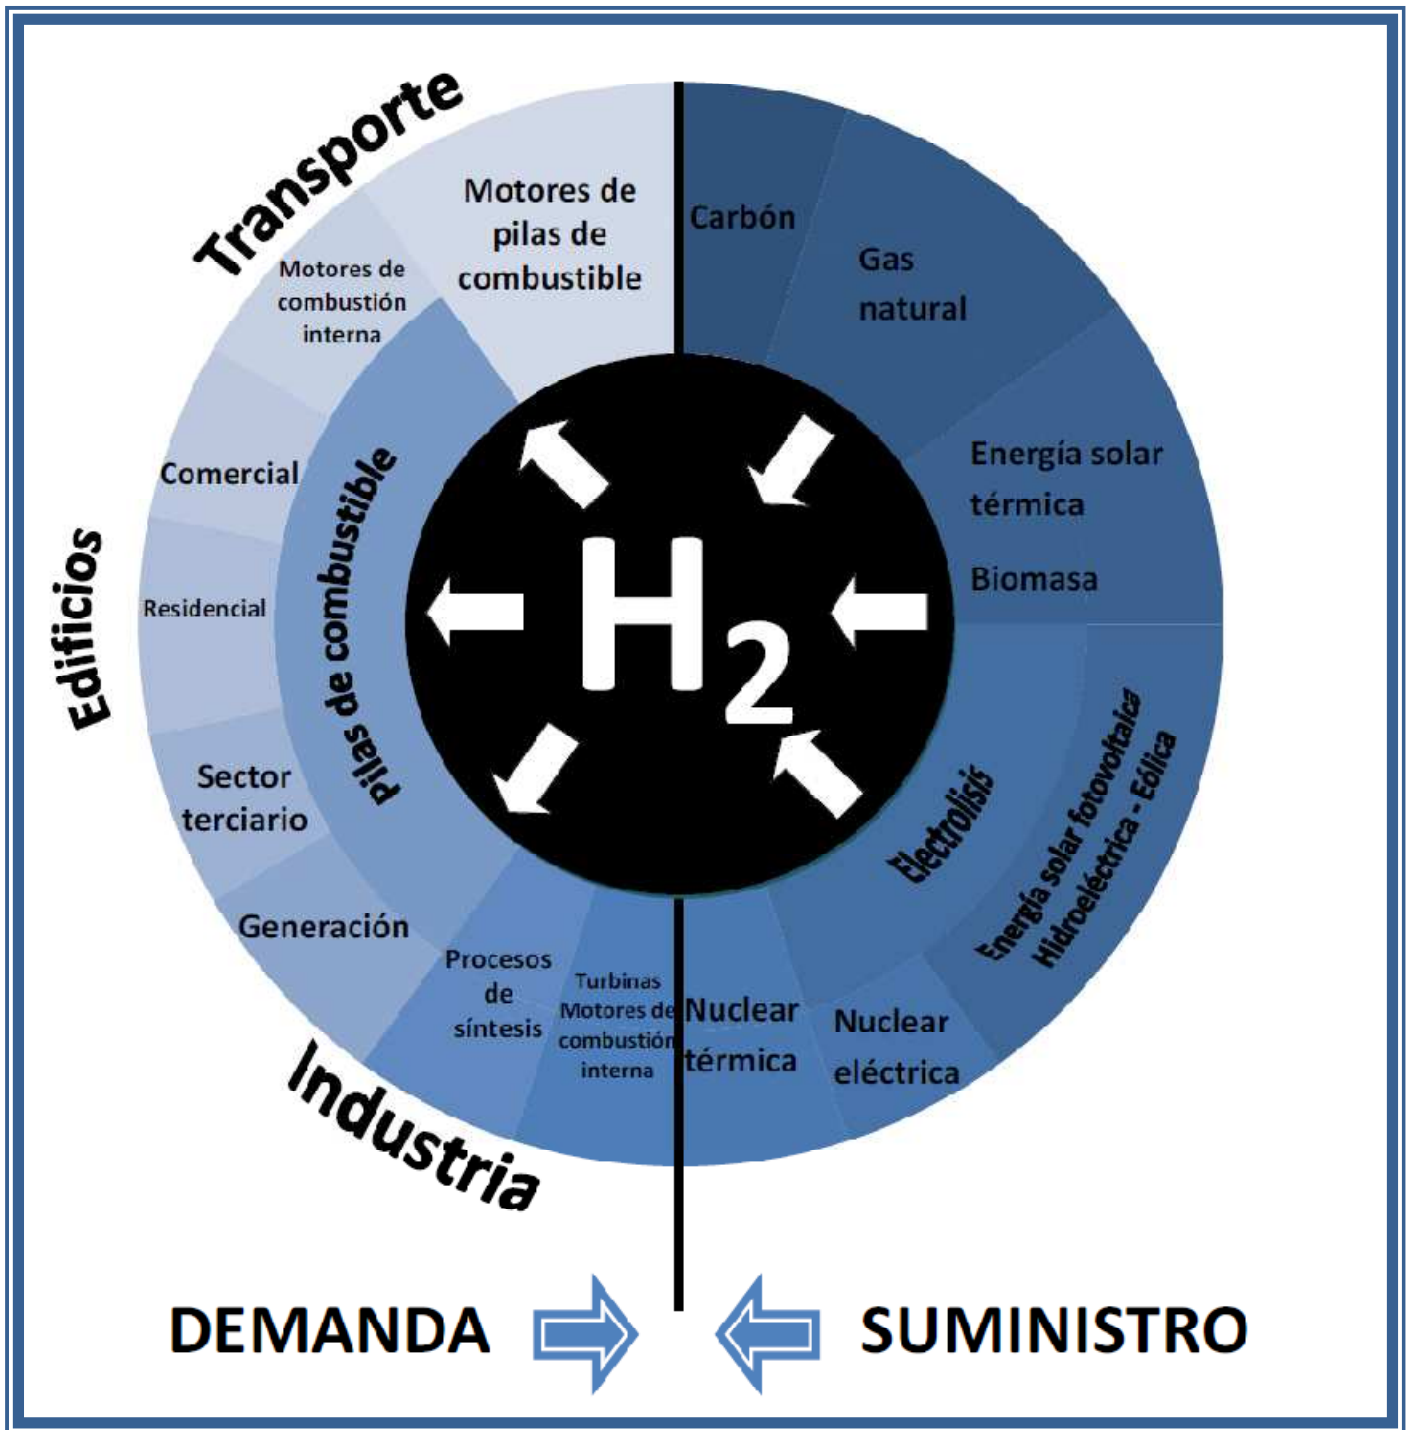 Transporte
Motores de
pilas de
combustible
Motores de
combustión
interna
Carbón
Gas
natural
Energía solar
térmica
Biomasa
Comercial
Edificios
Residencial
Pilas de combustible
H2
Sector
terciario
Generación
Electrolisis
Energía solar fotovoltaica
Hidroeléctrica - Eólica
Procesos
de
síntesis
Turbinas
Motores de
combustión
interna
Nuclear
térmica
Nuclear
eléctrica
Industria
DEMANDA
SUMINISTRO